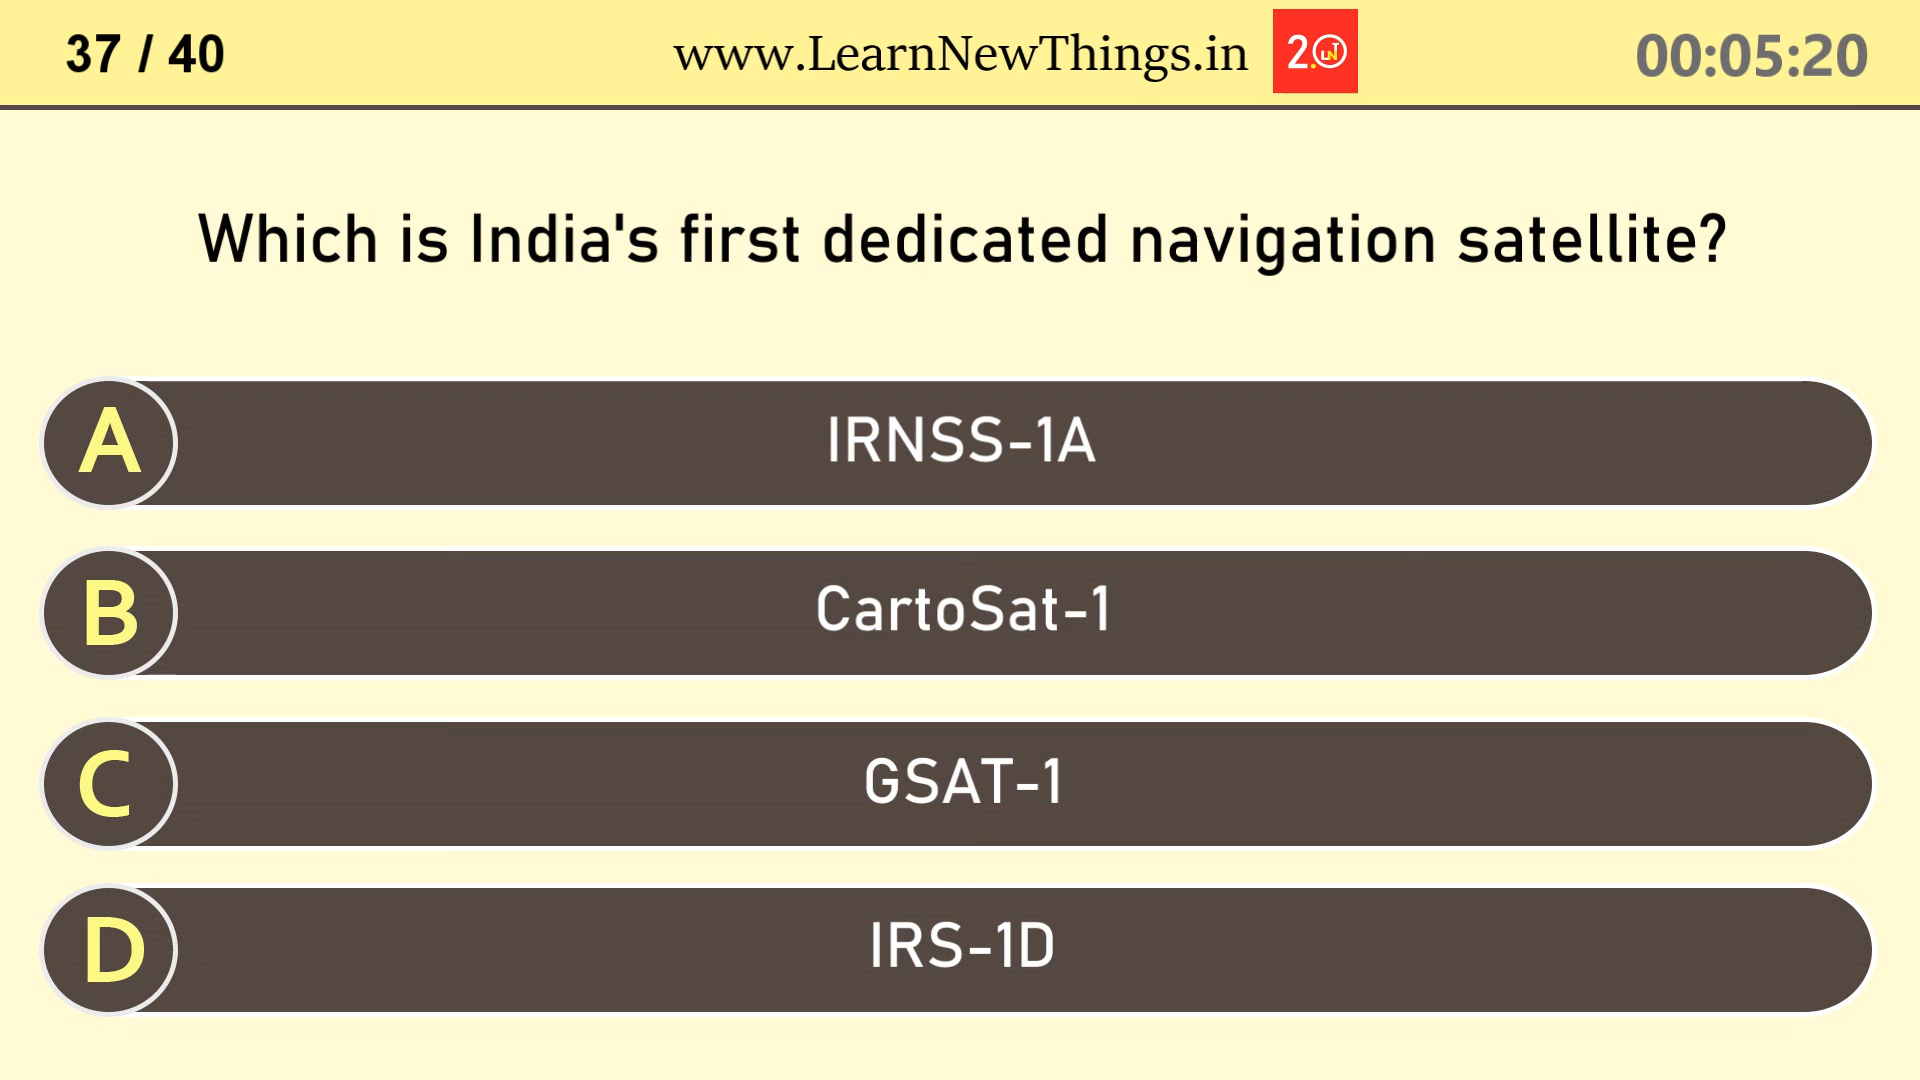 37 / 40
www.LearnNewThings.in
2.LNT
00:05:20
Which is India's first dedicated navigation satellite?
A
IRNSS-1A
B
CartoSat-1
C
GSAT-1
D
IRS-1D